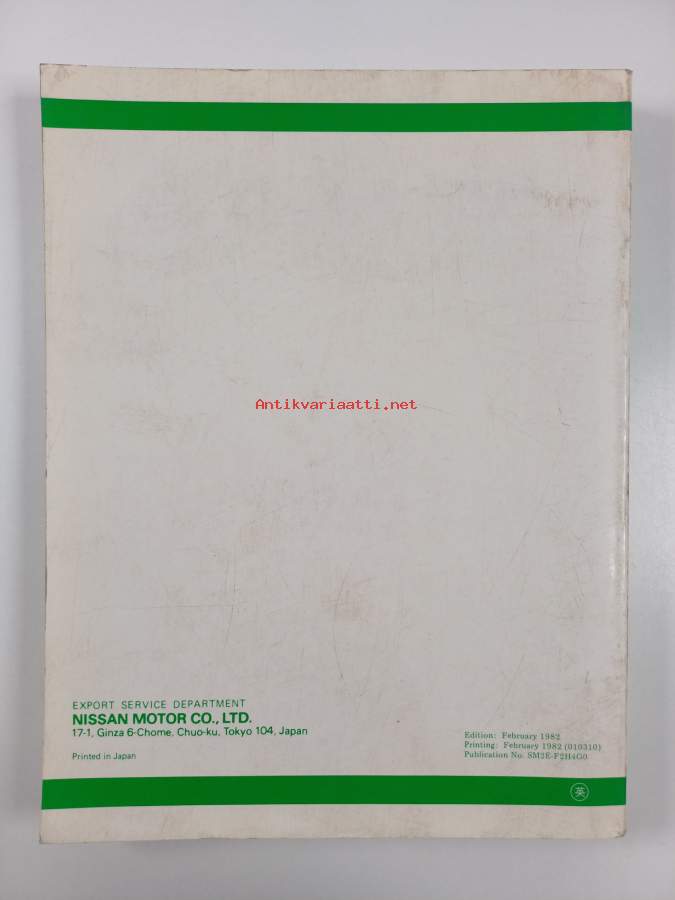 Antikvariaatti.net
EXPORT SERVICE DEPARTMENT
NISSAN MOTOR CO., LTD.
17-1, Ginza 6-Chome, Chuo-ku, Tokyo 104, Japan
Printed in Japan
Edition: February 1982
Printing: February 1982 (010310)
Publication No. SM2E-F2H4G0
英